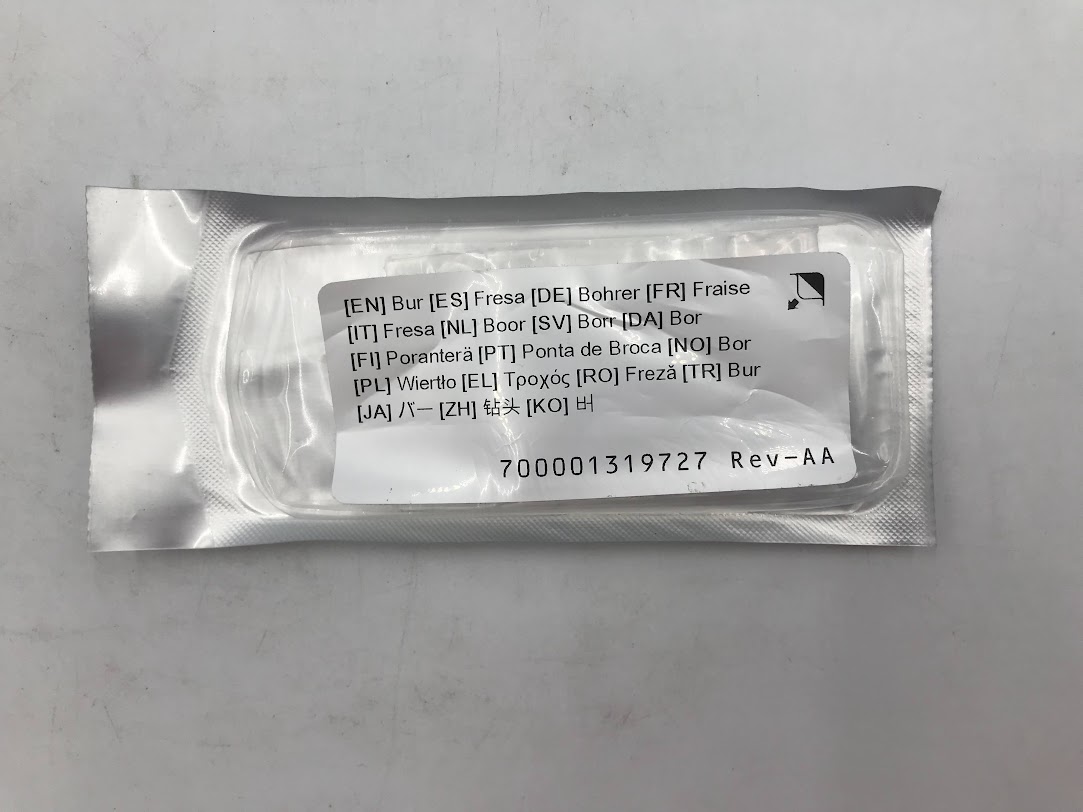 [EN] Bur [ES] Fresa [DE] Bohrer [FR] Fraise
[IT] Fresa [NL] Boor [SV] Borr [DA] Bor
[FI] Poranterä [PT] Ponta de Broca [NO] Bor
[PL] Wiertło [EL] Τροχός [RO] Freză [TR] Bur
[JA] バー [ZH] 钻头 [KO] 버
700001319727 Rev-AA